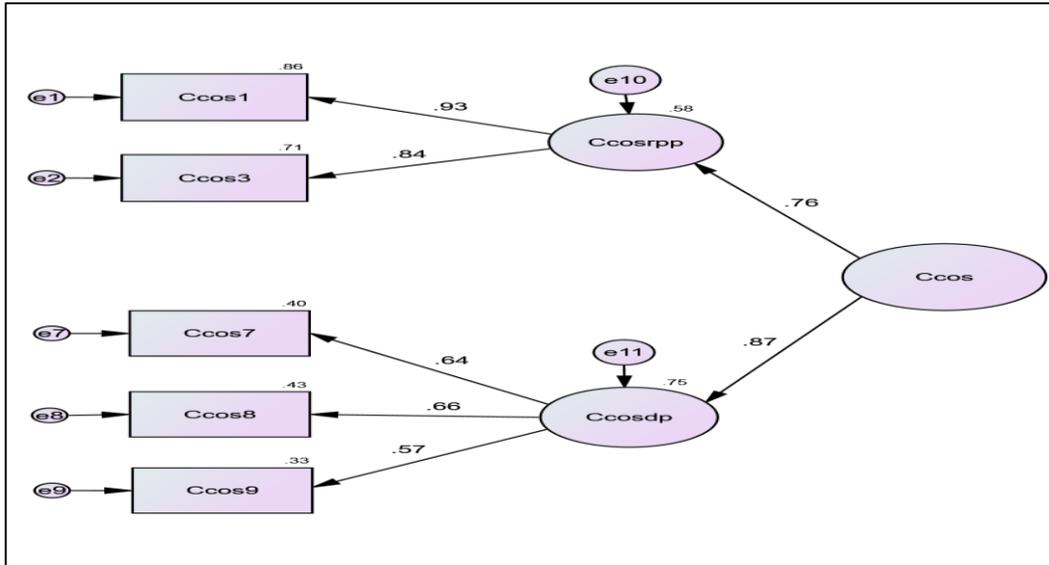 .86
e1
Ccos1
.93
e10
.58
Ccosrpp
.71
e2
Ccos3
.84
.76
Ccos
.40
e7
Ccos7
.64
e11
.87
.75
Ccosdp
.43
e8
Ccos8
.66
.33
e9
Ccos9
.57